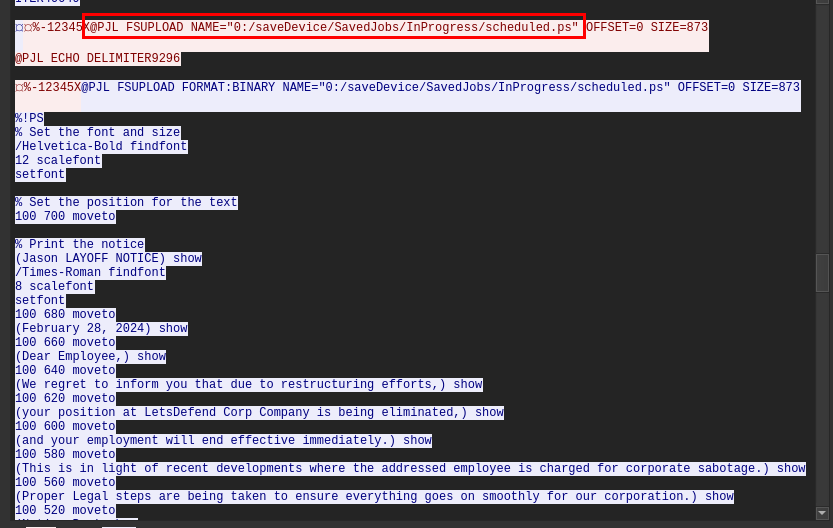 ¤¤%-12345X@PJL FSUPLOAD NAME="0:/saveDevice/SavedJobs/InProgress/scheduled.ps" OFFSET=0 SIZE=873
@PJL ECHO DELIMITER9296
¤%-12345X@PJL FSUPLOAD FORMAT:BINARY NAME="0:/saveDevice/SavedJobs/InProgress/scheduled.ps" OFFSET=0 SIZE=873
%!PS
% Set the font and size
/Helvetica-Bold findfont
12 scalefont
setfont
% Set the position for the text
100 700 moveto
% Print the notice
(Jason LAYOFF NOTICE) show
/Times-Roman findfont
8 scalefont
setfont
100 680 moveto
(February 28, 2024) show
100 660 moveto
(Dear Employee,) show
100 640 moveto
(We regret to inform you that due to restructuring efforts,) show
100 620 moveto
(your position at LetsDefend Corp Company is being eliminated,) show
100 600 moveto
(and your employment will end effective immediately.) show
100 580 moveto
(This is in light of recent developments where the addressed employee is charged for corporate sabotage.) show
100 560 moveto
(Proper Legal steps are being taken to ensure everything goes on smoothly for our corporation.) show
100 520 moveto